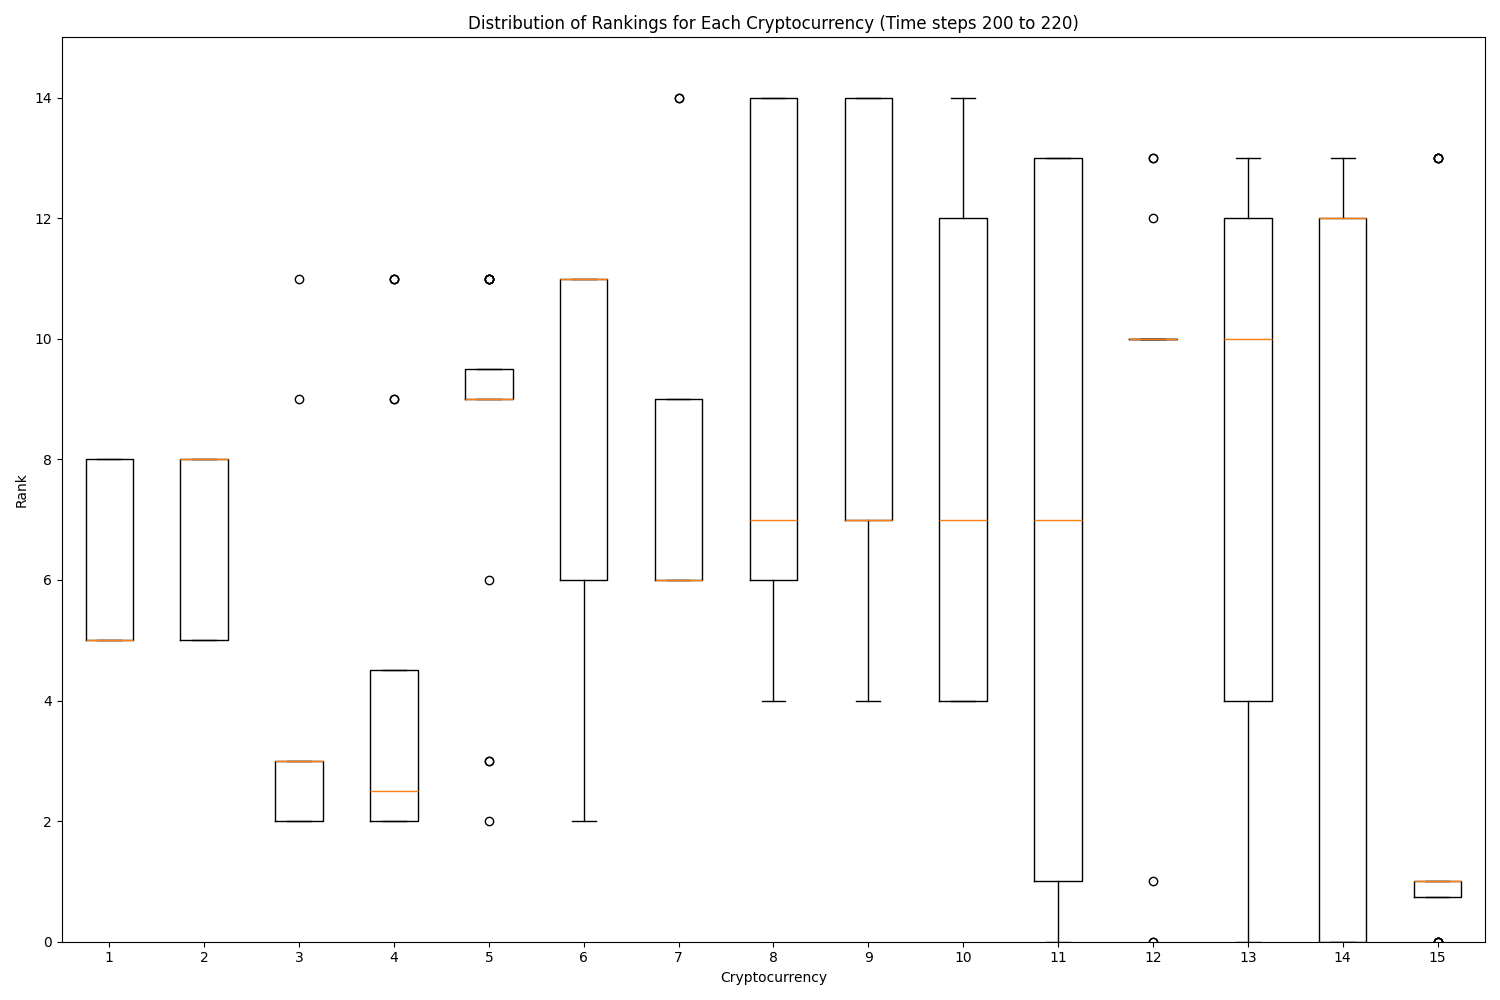 Distribution of Rankings for Each Cryptocurrency (Time steps 200 to 220)
14
12
10
8
6
4
2
0
Rank
1 2 3 4 5 6 7 8 9 10 11 12 13 14 15
Cryptocurrency